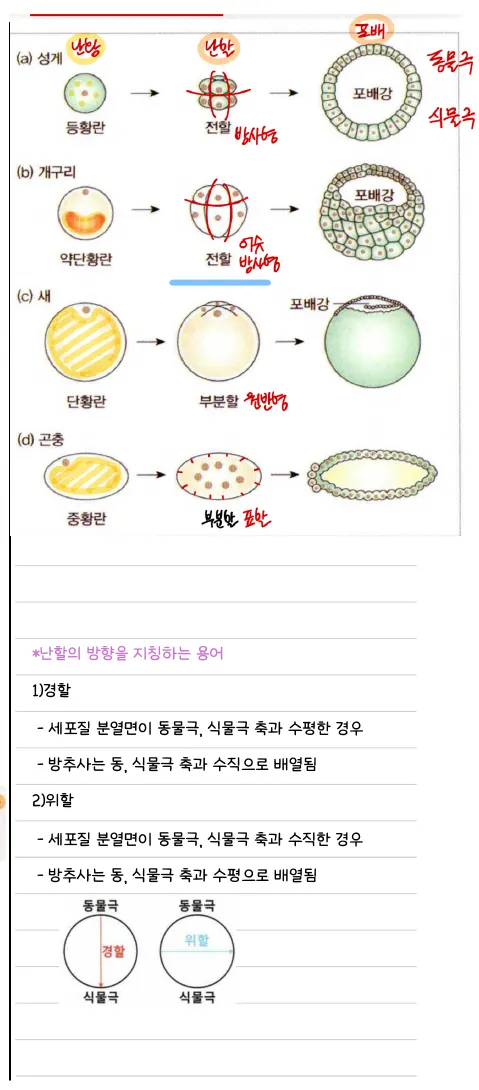 난황 난할 포배
(a) 성게
동물극
포배강
식물극
등황란 전할 방사형
(b) 개구리
포배강
약단황란 전할 이숫 방사형
(c) 새
포배강
단황란 부분할 원반형
(d) 곤충
중황란 부분할 표할
*난할의 방향을 지칭하는 용어
1)경할
- 세포질 분열면이 동물극, 식물극 축과 수평한 경우
- 방추사는 동, 식물극 축과 수직으로 배열됨
2)위할
- 세포질 분열면이 동물극, 식물극 축과 수직한 경우
- 방추사는 동, 식물극 축과 수평으로 배열됨
동물극 동물극
경할 위할
식물극 식물극